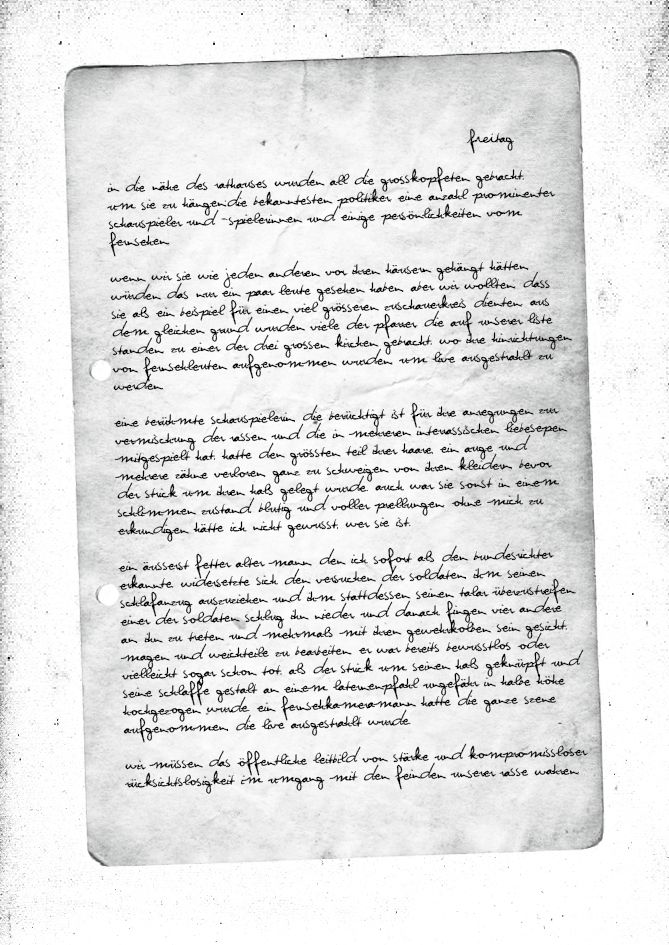 freitag
in die nähe des rathauses wurden all die grosskopfeten gebracht.
um sie zu hängen: die bekanntesten politiker eine anzahl prominenter
schauspieler und -spielerinnen und einige persönlichkeiten vom
fernsehen
wenn wir sie wie jeden anderen vor ihren häusern gehängt hätten
würden das nur ein paar leute gesehen haben aber wir wollten, dass
sie als ein beispiel für einen viel grösseren zuschauerkreis dienten aus
dem gleichen grund wurden viele der pfarrer die auf unserer liste
standen zu einer der drei grossen kirchen gebracht. wo ihre hinrichtungen
von fernsehleuten aufgenommen wurden um live ausgestrahlt zu
werden
eine berühmte schauspielerin die berüchtigt ist für ihre anregungen zur
vermischung der rassen und die in mehreren interrassischen liebesepen
mitgespielt hat. hatte den grössten teil ihrer haare ein auge und
mehrere zähne verloren ganz zu schweigen von ihren kleidern bevor
der strick um ihren hals gelegt wurde. auch war sie sonst in einem
schlimmen zustand blutig und voller prellungen ohne mich zu
erkundigen hätte ich nicht gewusst. wer sie ist.
ein äusserst fetter alter mann den ich sofort als den bundesrichter
erkannte. widersetzte sich den versuchen der soldaten ihm seinen
schlafanzug auszuziehen und ihm stattdessen seinen talar überzustreifen
einer der soldaten schlug ihn nieder und danach fingen vier andere
an ihn zu treten und mehrmals mit ihren gewehrkolben sein gesicht.
magen und weichteile zu bearbeiten er war bereits bewusstlos oder
vielleicht sogar schon tot. als der strick um seinen hals geknüpft und
seine schlaffe gestalt an einem laternenpfahl ungefähr in halbe höhe
hochgezogen wurde ein fernsehkameramann hatte die ganze szene
aufgenommen die live ausgestrahlt wurde
wir müssen das öffentliche leitbild von stärke und kompromissloser
rücksichtslosigkeit im umgang mit den feinden unserer rasse wahren